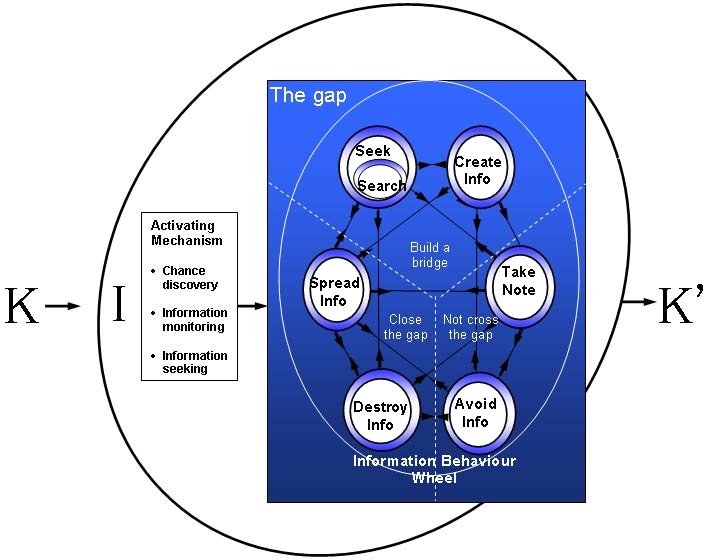 The gap
Seek
Search
Create
Info
Activating
Mechanism
• Chance
discovery
• Information
monitoring
• Information
seeking
K
I
Build a
bridge
Spread
Info
Take
Note
K'
Close
the gap
Not cross
the gap
Destroy
Info
Avoid
Info
Information Behaviour
Wheel